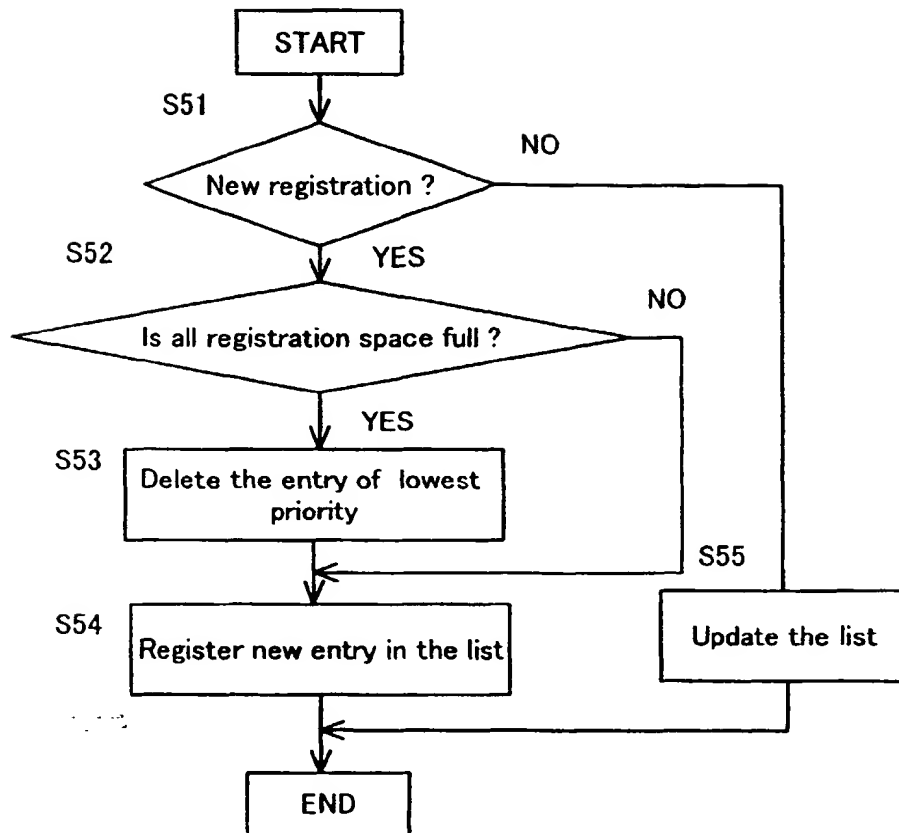 START
S51
NO
New registration ?
S52
YES
NO
Is all registration space full ?
YES
S53
Delete the entry of lowest
priority
S55
S54
Register new entry in the list
Update the list
END